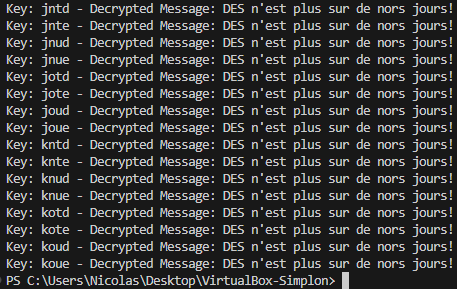 Key: jntd - Decrypted Message: DES n'est plus sur de nors jours!
Key: jnte - Decrypted Message: DES n'est plus sur de nors jours!
Key: jnud - Decrypted Message: DES n'est plus sur de nors jours!
Key: jnue - Decrypted Message: DES n'est plus sur de nors jours!
Key: jotd - Decrypted Message: DES n'est plus sur de nors jours!
Key: jote - Decrypted Message: DES n'est plus sur de nors jours!
Key: joud - Decrypted Message: DES n'est plus sur de nors jours!
Key: joue - Decrypted Message: DES n'est plus sur de nors jours!
Key: kntd - Decrypted Message: DES n'est plus sur de nors jours!
Key: knte - Decrypted Message: DES n'est plus sur de nors jours!
Key: knud - Decrypted Message: DES n'est plus sur de nors jours!
Key: knue - Decrypted Message: DES n'est plus sur de nors jours!
Key: kotd - Decrypted Message: DES n'est plus sur de nors jours!
Key: kote - Decrypted Message: DES n'est plus sur de nors jours!
Key: koud - Decrypted Message: DES n'est plus sur de nors jours!
Key: koue - Decrypted Message: DES n'est plus sur de nors jours!
PS C:\Users\Nicolas\Desktop\VirtualBox-Simplon>